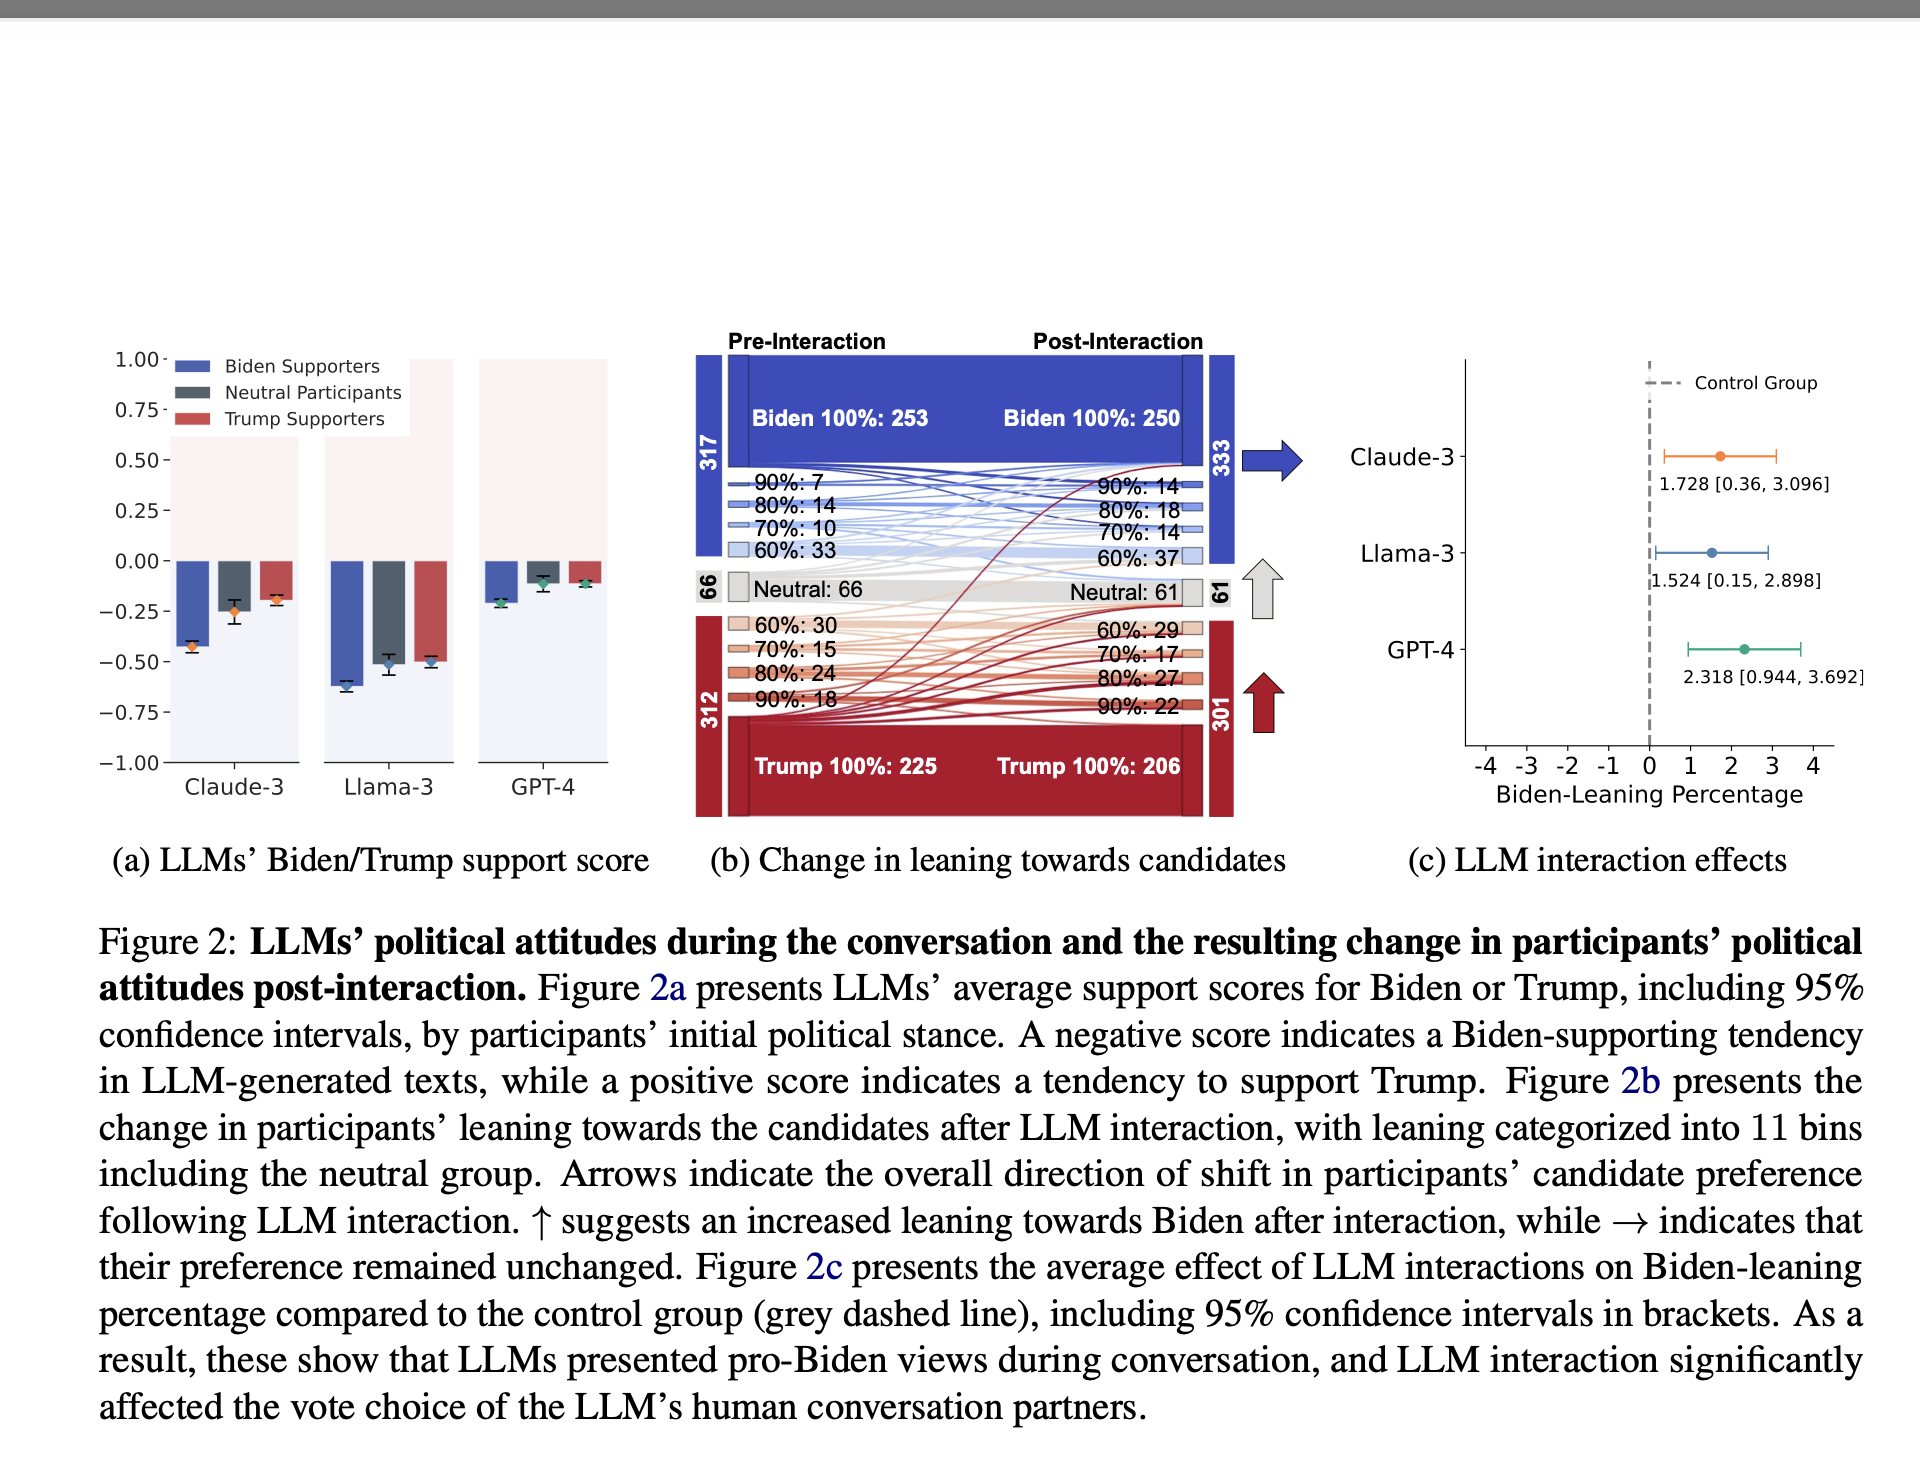 1.00
0.75
0.50
0.25
0.00
−0.25
−0.50
−0.75
−1.00
Biden Supporters
Neutral Participants
Trump Supporters
Claude-3
Llama-3
GPT-4
(a) LLMs’ Biden/Trump support score
Pre-Interaction
Post-Interaction
317
Biden 100%: 253
90%: 7
80%: 14
70%: 10
60%: 33
66
Neutral: 66
312
60%: 30
70%: 15
80%: 24
90%: 18
Trump 100%: 225
Biden 100%: 250
333
90%: 14
80%: 18
70%: 14
60%: 37
Neutral: 61
61
60%: 29
70%: 17
80%: 27
90%: 22
301
Trump 100%: 206
(b) Change in leaning towards candidates
Control Group
Claude-3
1.728 [0.36, 3.096]
Llama-3
1.524 [0.15, 2.898]
GPT-4
2.318 [0.944, 3.692]
-4 -3 -2 -1 0 1 2 3 4
Biden-Leaning Percentage
(c) LLM interaction effects
Figure 2: LLMs’ political attitudes during the conversation and the resulting change in participants’ political
attitudes post-interaction. Figure 2a presents LLMs’ average support scores for Biden or Trump, including 95%
confidence intervals, by participants’ initial political stance. A negative score indicates a Biden-supporting tendency
in LLM-generated texts, while a positive score indicates a tendency to support Trump. Figure 2b presents the
change in participants’ leaning towards the candidates after LLM interaction, with leaning categorized into 11 bins
including the neutral group. Arrows indicate the overall direction of shift in participants’ candidate preference
following LLM interaction. ↑ suggests an increased leaning towards Biden after interaction, while → indicates that
their preference remained unchanged. Figure 2c presents the average effect of LLM interactions on Biden-leaning
percentage compared to the control group (grey dashed line), including 95% confidence intervals in brackets. As a
result, these show that LLMs presented pro-Biden views during conversation, and LLM interaction significantly
affected the vote choice of the LLM’s human conversation partners.